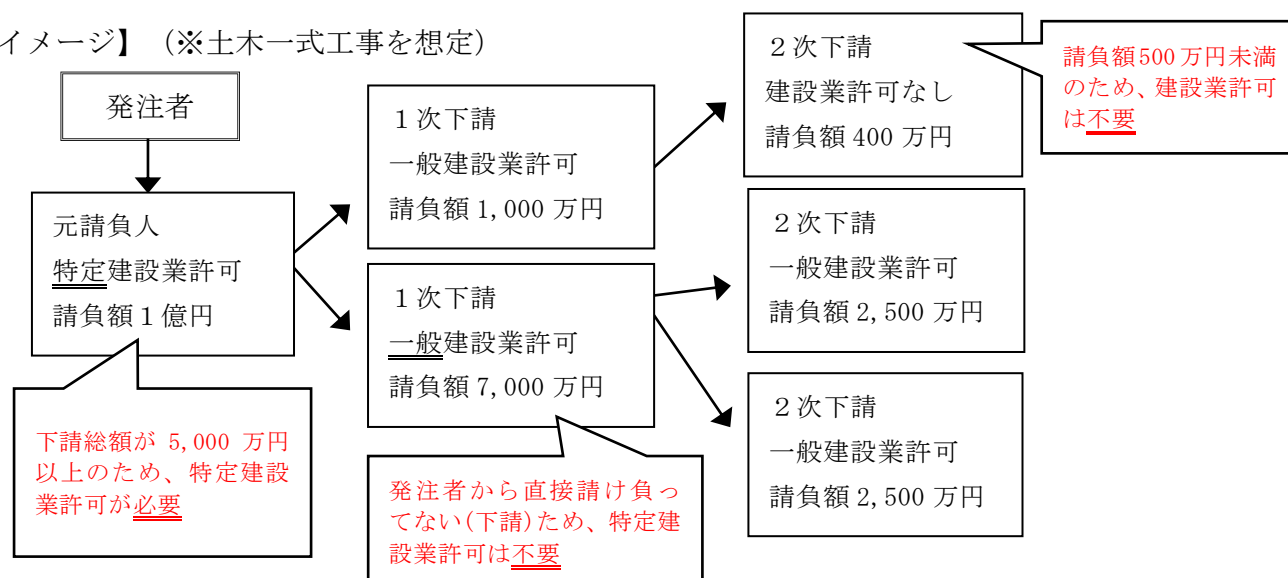 イメージ】（※土木一式工事を想定）
発注者
元請負人
特定建設業許可
請負額１億円
下請総額が 5,000 万円
以上のため、特定建設
業許可が必要
１次下請
一般建設業許可
請負額 1,000 万円
１次下請
一般建設業許可
請負額 7,000 万円
発注者から直接請け負っ
てない(下請)ため、特定建
設業許可は不要
２次下請
建設業許可なし
請負額 400 万円
請負額 500 万円未満
のため、建設業許可
は不要
２次下請
一般建設業許可
請負額 2,500 万円
２次下請
一般建設業許可
請負額 2,500 万円